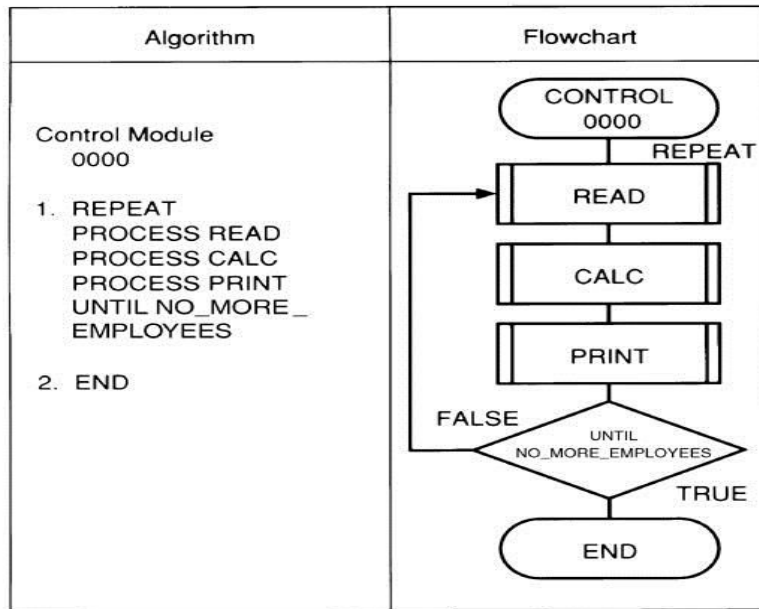 Algorithm
Flowchart
Control Module
0000
1. REPEAT
PROCESS READ
PROCESS CALC
PROCESS PRINT
UNTIL NO_MORE_
EMPLOYEES
2. END
CONTROL
0000
REPEAT
READ
CALC
PRINT
FALSE
UNTIL
NO_MORE_EMPLOYEES
TRUE
END